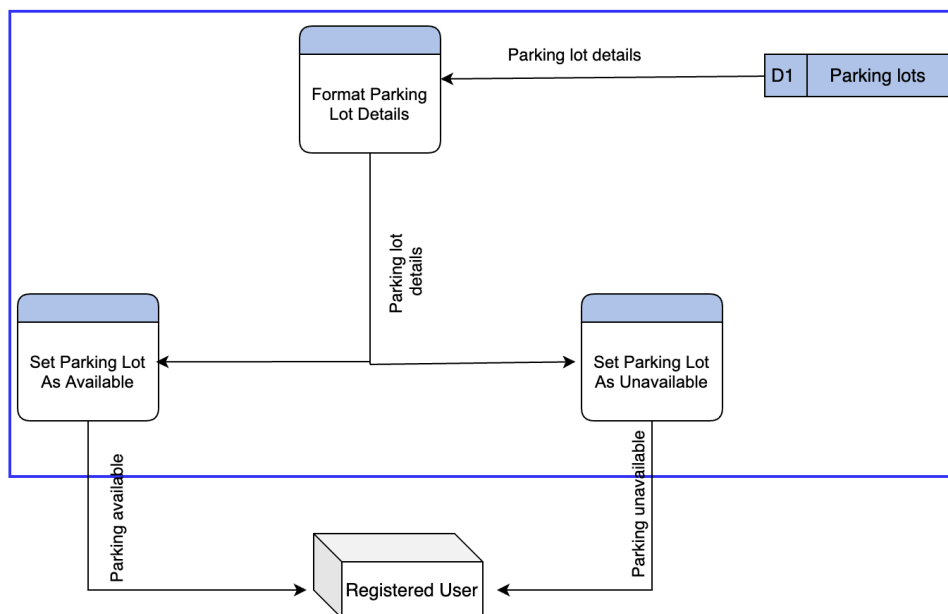 Parking lot details
D1
Parking lots
Format Parking
Lot Details
Parking lot
details
Set Parking Lot
As Available
Set Parking Lot
As Unavailable
Parking available
Parking unavailable
Registered User